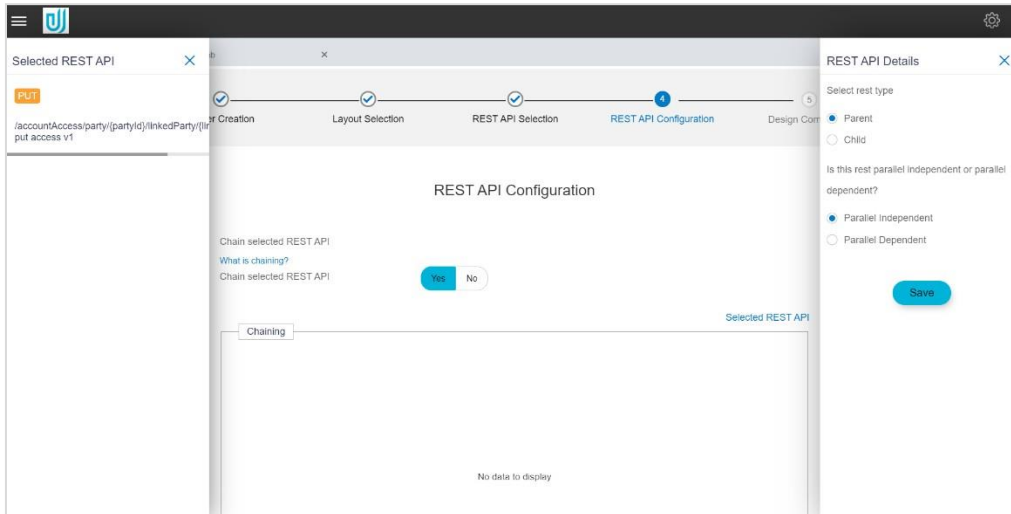 Selected REST API
PUT
/accountAccess/party/{partyId}/linkedParty/{
put access v1
Creation
Layout Selection
REST API Selection
4
REST API Configuration
5
Design
REST API Configuration
Chain selected REST API
What is chaining?
Chain selected REST API
Yes
No
Selected REST API
Chaining
No data to display
REST API Details
Select rest type
Parent
Child
Is this rest parallel independent or parallel
dependent?
Parallel Independent
Parallel Dependent
Save